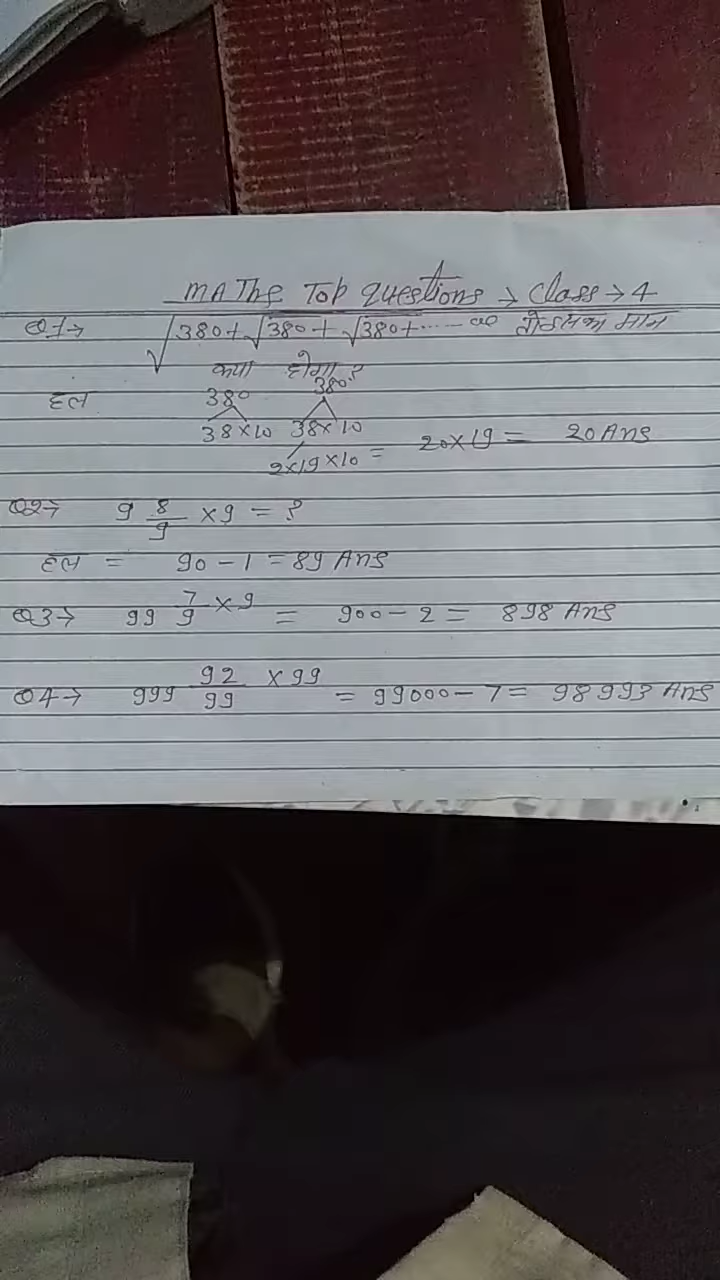 MATHs Top Questions → Class → 4
Q1→ √380+√380+√380+...... ∞ तो उसका मान
क्या होगा ?
हल 380 380
38×10 38×10
2×19×10 = 20×19 = 20 Ans
Q2→ 9 8/9 ×9 = ?
हल = 90-1 = 89 Ans
Q3→ 99 7/9 ×9 = 900-2 = 898 Ans
Q4→ 999 92/99 ×99 = 99000-7 = 98993 Ans